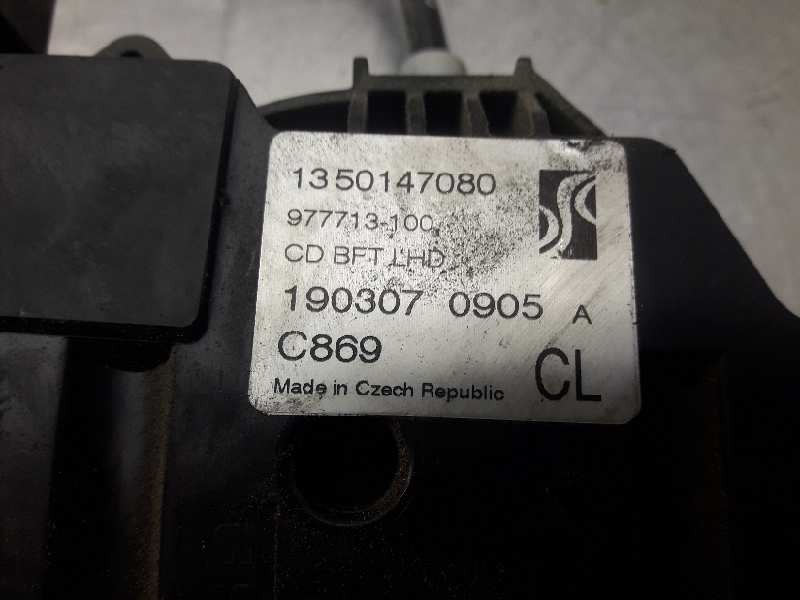 1350147080
977713-100
CD BFT LHD
190307 0905 A
C869
CL
Made in Czech Republic